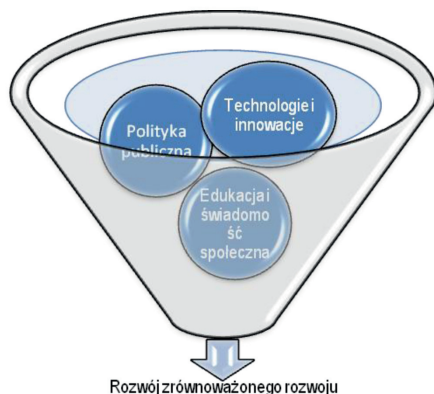 Technologie i
innowacje
Polityka
publiczna
Edukacja i
świadomo
ść
społeczna
Rozwój zrównoważonego rozwoju